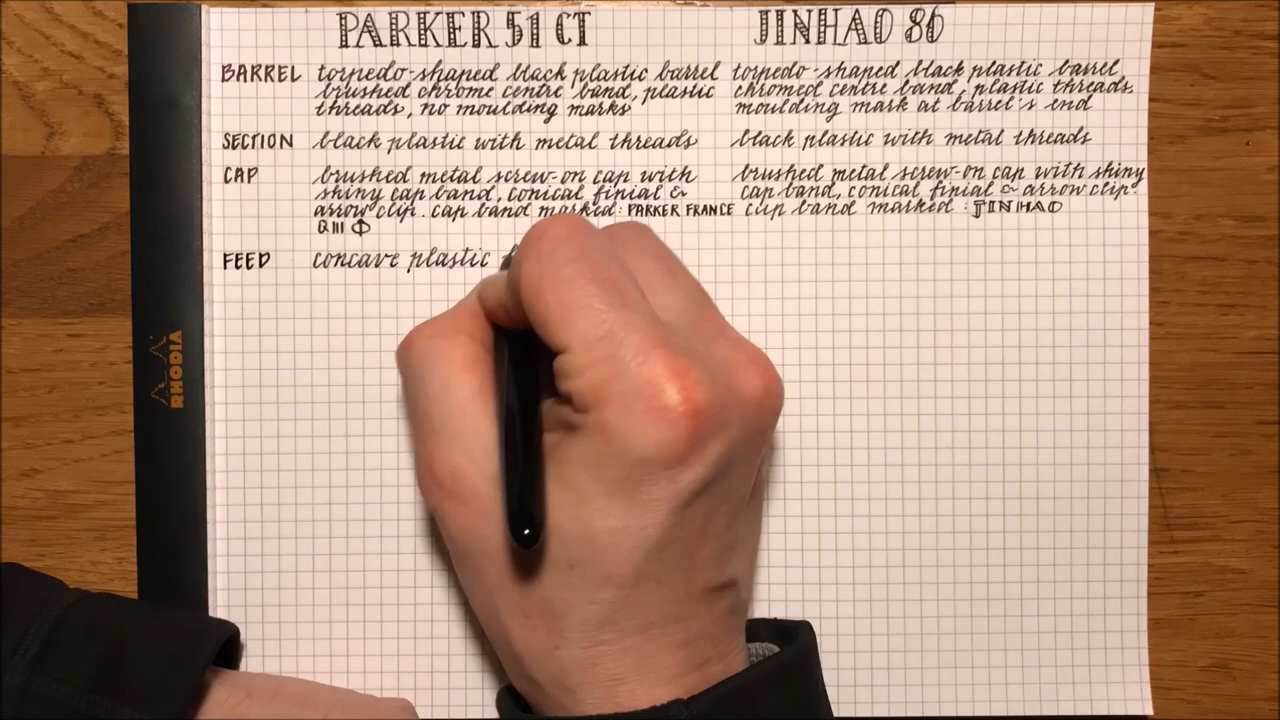 PARKER 51 CT
JINHAO 86
BARREL torpedo-shaped black plastic barrel
brushed chrome centre band, plastic
threads, no moulding marks
torpedo-shaped black plastic barrel
chromed centre band, plastic threads.
moulding mark at barrel's end
SECTION black plastic with metal threads
black plastic with metal threads
CAP brushed metal screw-on cap with
shiny cap band, conical finial &
arrow clip. cap band marked: PARKER FRANCE
brushed metal screw-on cap with shiny
cap band, conical finial & arrow clip.
cap band marked: JINHAO
FEED concave plastic
RHODIA